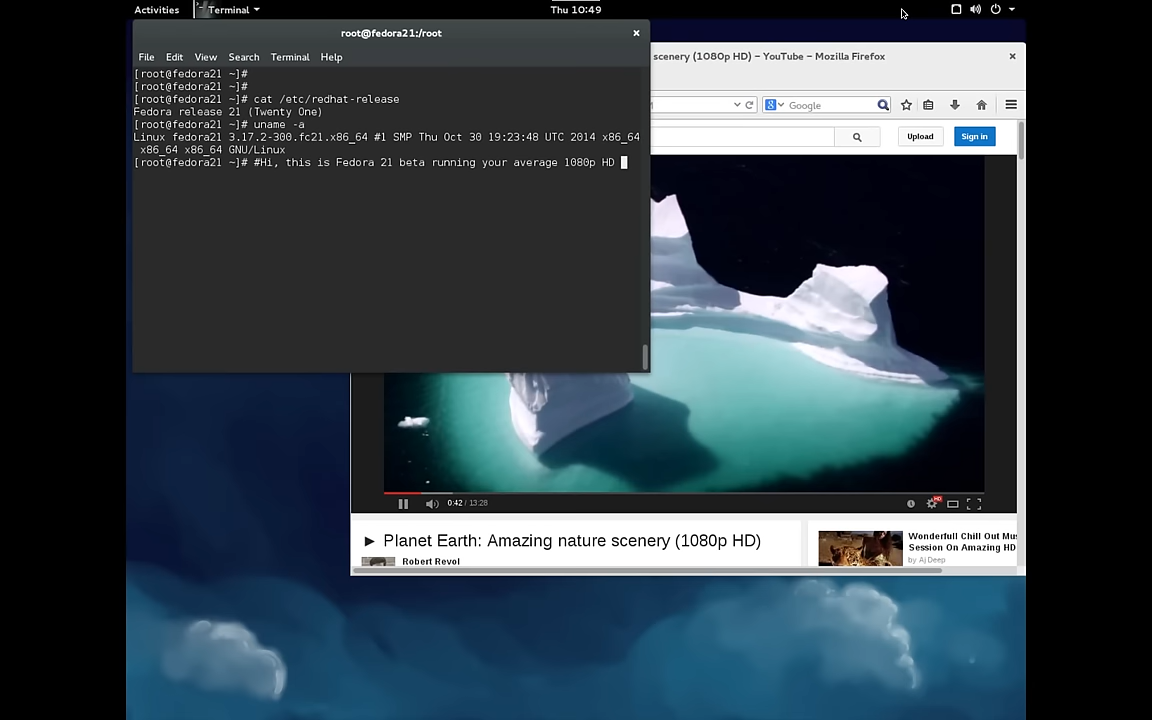 Activities
Terminal
Thu 10:49
root@fedora21:/root
File Edit View Search Terminal Help
[root@fedora21 ~]#
[root@fedora21 ~]#
[root@fedora21 ~]# cat /etc/redhat-release
Fedora release 21 (Twenty One)
[root@fedora21 ~]# uname -a
Linux fedora21 3.17.2-300.fc21.x86_64 #1 SMP Thu Oct 30 19:23:48 UTC 2014 x86_64
x86_64 x86_64 GNU/Linux
[root@fedora21 ~]# #Hi, this is Fedora 21 beta running your average 1080p HD
scenery (1080p HD) – YouTube – Mozilla Firefox
Google
Upload
Sign in
0:42 / 13:28
HD
► Planet Earth: Amazing nature scenery (1080p HD)
Robert Revol
Wonderfull Chill Out Mus
Session On Amazing HD
by Aj Deep